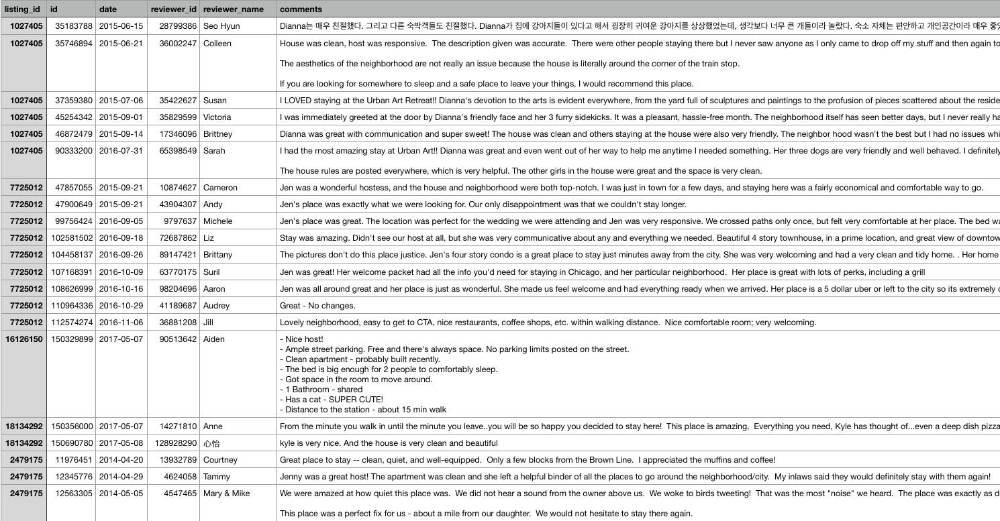 listing_id id date reviewer_id reviewer_name comments
1027405 35183788 2015-06-15 28799386 Seo Hyun Dianna는 매우 친절했다. 그리고 다른 숙박객들도 친절했다. Dianna가 집에 강아지들이 있다고 해서 굉장히 귀여운 강아지를 상상했었는데, 생각보다 너무 큰 개들이라 놀랐다. 숙소 자체는 편안하고 개인공간이라 매우
1027405 35746894 2015-06-21 36002247 Colleen House was clean, host was responsive. The description given was accurate. There were other people staying there but I never saw anyone as I only came to drop off my stuff and then again to
The aesthetics of the neighborhood are not really an issue because the house is literally around the corner of the train stop.
If you are looking for somewhere to sleep and a safe place to leave your things, I would recommend this place.
1027405 37359380 2015-07-06 35422627 Susan I LOVED staying at the Urban Art Retreat!! Dianna's devotion to the arts is evident everywhere, from the yard full of sculptures and paintings to the profusion of pieces scattered about the reside
1027405 45254342 2015-09-01 35829599 Victoria I was immediately greeted at the door by Dianna's friendly face and her 3 furry sidekicks. It was a pleasant, hassle-free month. The neighborhood itself has seen better days, but I never really ha
1027405 46872479 2015-09-14 17346096 Brittney Dianna was great with communication and super sweet! The house was clean and others staying at the house were also very friendly. The neighbor hood wasn't the best but I had no issues whi
1027405 90333200 2016-07-31 65398549 Sarah I had the most amazing stay at Urban Art!! Dianna was great and even went out of her way to help me anytime I needed something. Her three dogs are very friendly and well behaved. I definitely
The house rules are posted everywhere, which is very helpful. The other girls in the house were great and the space is very clean.
7725012 47857055 2015-09-21 10874627 Cameron Jen was a wonderful hostess, and the house and neighborhood were both top-notch. I was just in town for a few days, and staying here was a fairly economical and comfortable way to go.
7725012 47900649 2015-09-21 43904307 Andy Jen's place was exactly what we were looking for. Our only disappointment was that we couldn't stay longer.
7725012 99756424 2016-09-05 9797637 Michele Jen's place was great. The location was perfect for the wedding we were attending and Jen was very responsive. We crossed paths only once, but felt very comfortable at her place. The bed wa
7725012 102581502 2016-09-18 72687862 Liz Stay was amazing. Didn't see our host at all, but she was very communicative about any and everything we needed. Beautiful 4 story townhouse, in a prime location, and great view of downtow
7725012 104458137 2016-09-26 89147421 Brittany The pictures don't do this place justice. Jen's four story condo is a great place to stay just minutes away from the city. She was very welcoming and had a very clean and tidy home. . Her home
7725012 107168391 2016-10-09 63770175 Suril Jen was great! Her welcome packet had all the info you'd need for staying in Chicago, and her particular neighborhood. Her place is great with lots of perks, including a grill
7725012 108626999 2016-10-16 98204696 Aaron Jen was all around great and her place is just as wonderful. She made us feel welcome and had everything ready when we arrived. Her place is a 5 dollar uber or left to the city so its extremely
7725012 110964336 2016-10-29 41189687 Audrey Great - No changes.
7725012 112574274 2016-11-06 36881208 Jill Lovely neighborhood, easy to get to CTA, nice restaurants, coffee shops, etc. within walking distance. Nice comfortable room; very welcoming.
16126150 150329899 2017-05-07 90513642 Aiden - Nice host!
- Ample street parking. Free and there's always space. No parking limits posted on the street.
- Clean apartment - probably built recently.
- The bed is big enough for 2 people to comfortably sleep.
- Got space in the room to move around.
- 1 Bathroom - shared
- Has a cat - SUPER CUTE!
- Distance to the station - about 15 min walk
18134292 150356000 2017-05-07 14271810 Anne From the minute you walk in until the minute you leave..you will be so happy you decided to stay here! This place is amazing, Everything you need, Kyle has thought of...even a deep dish pizza
18134292 150690780 2017-05-08 128928290 心怡 kyle is very nice. And the house is very clean and beautiful
2479175 11976451 2014-04-20 13932789 Courtney Great place to stay -- clean, quiet, and well-equipped. Only a few blocks from the Brown Line. I appreciated the muffins and coffee!
2479175 12345776 2014-04-29 4624058 Tammy Jenny was a great host! The apartment was clean and she left a helpful binder of all the places to go around the neighborhood/city. My inlaws said they would definitely stay with them again!
2479175 12563305 2014-05-05 4547465 Mary & Mike We were amazed at how quiet this place was. We did not hear a sound from the owner above us. We woke to birds tweeting! That was the most "noise" we heard. The place was exactly as d
This place was a perfect fix for us - about a mile from our daughter. We would not hesitate to stay there again.